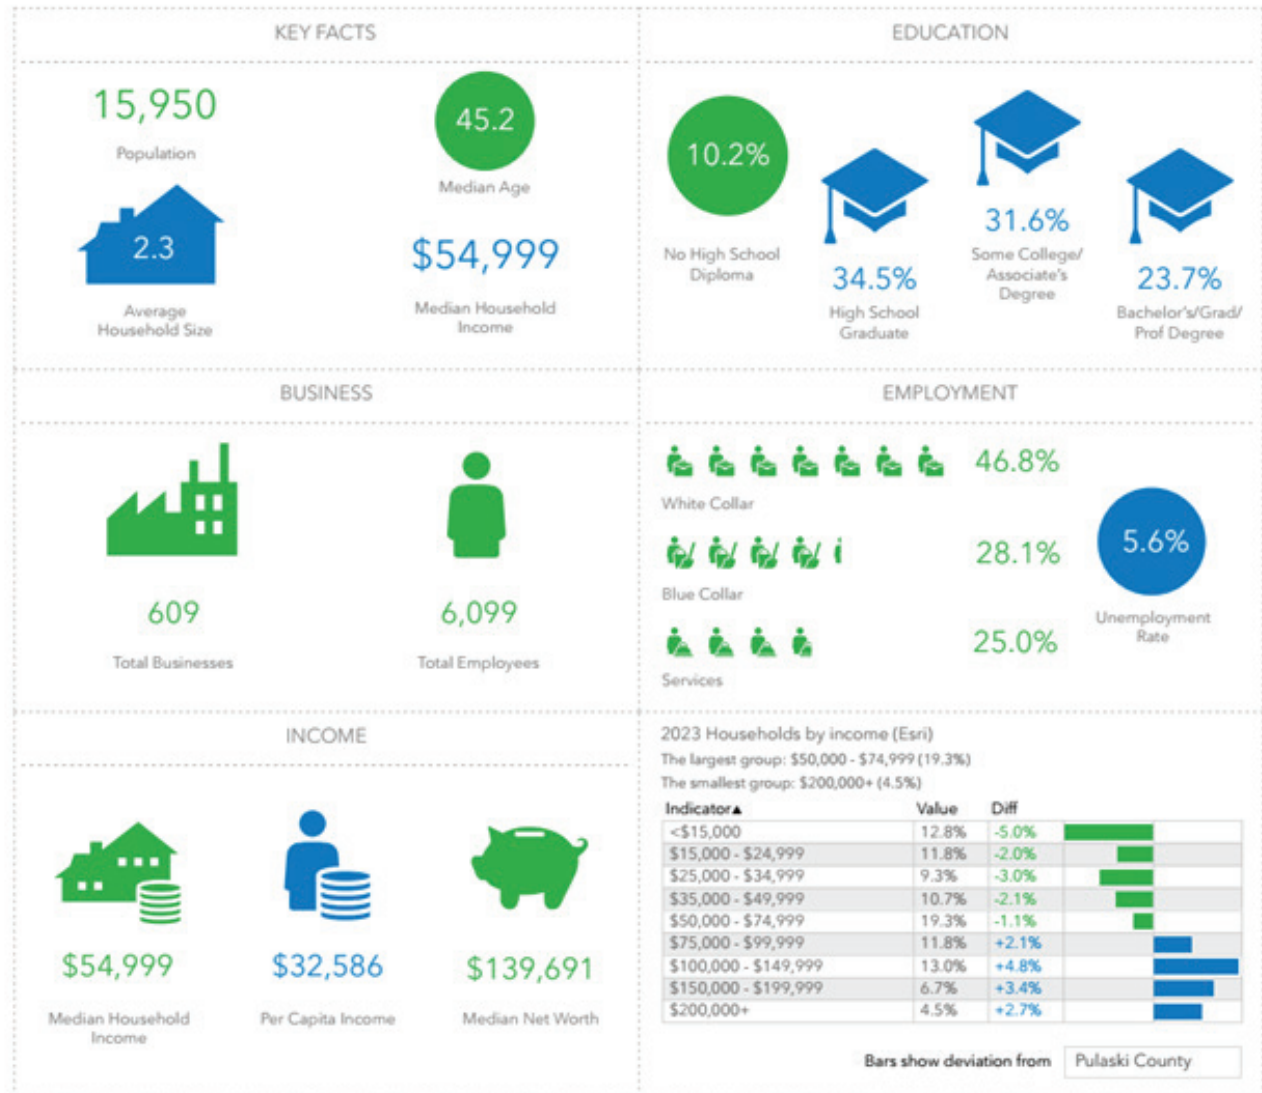 KEY FACTS
15,950
Population
45.2
Median Age
2.3
Average
Household Size
$54,999
Median Household
Income
EDUCATION
10.2%
No High School
Diploma
34.5%
High School
Graduate
31.6%
Some College/
Associate's
Degree
23.7%
Bachelor's/Grad/
Prof Degree
BUSINESS
609
Total Businesses
6,099
Total Employees
EMPLOYMENT
46.8%
White Collar
28.1%
Blue Collar
25.0%
Services
5.6%
Unemployment
Rate
INCOME
$54,999
Median Household
Income
$32,586
Per Capita Income
$139,691
Median Net Worth
2023 Households by income (Esri)
The largest group: $50,000 - $74,999 (19.3%)
The smallest group: $200,000+ (4.5%)
Indicator▲ Value Diff
<$15,000 12.8% -5.0%
$15,000 - $24,999 11.8% -2.0%
$25,000 - $34,999 9.3% -3.0%
$35,000 - $49,999 10.7% -2.1%
$50,000 - $74,999 19.3% -1.1%
$75,000 - $99,999 11.8% +2.1%
$100,000 - $149,999 13.0% +4.8%
$150,000 - $199,999 6.7% +3.4%
$200,000+ 4.5% +2.7%
Bars show deviation from Pulaski County